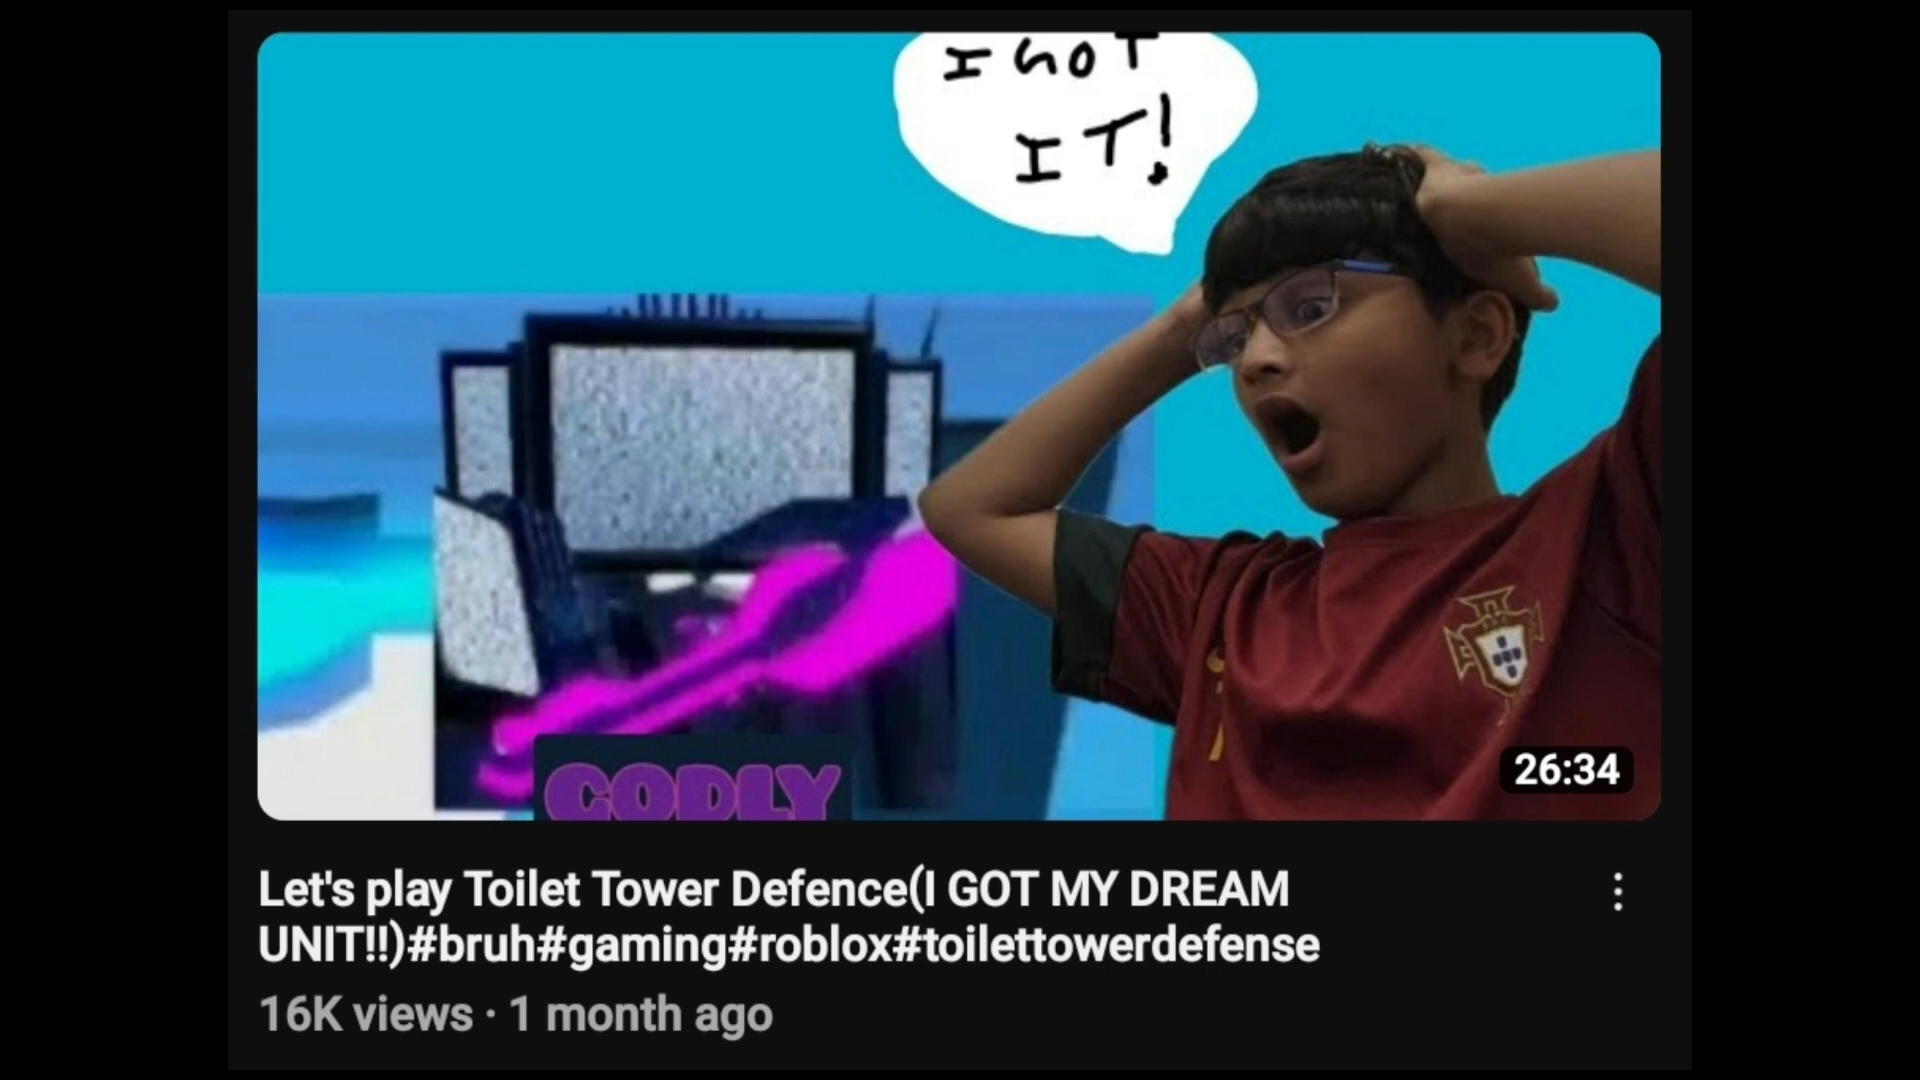 I GOT
IT!
GODLY
26:34
Let's play Toilet Tower Defence(I GOT MY DREAM
UNIT!!)#bruh#gaming#roblox#toilettowerdefense
16K views · 1 month ago